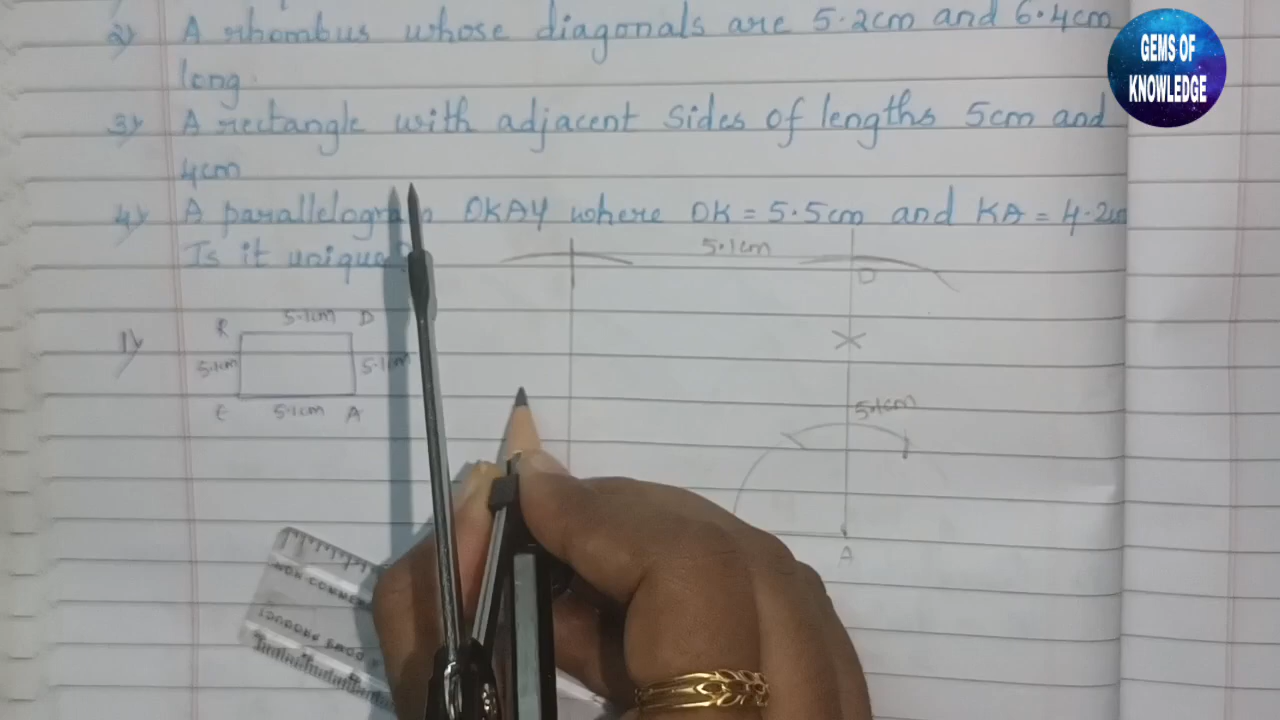 2) A rhombus whose diagonals are 5.2cm and 6.4cm
long.
3) A rectangle with adjacent sides of lengths 5cm and
4cm
4) A parallelogram OKAY where OK = 5.5cm and KA = 4.2cm
Is it unique?
5.1cm
D
1)
R 5.1cm D
5.1cm 5.1cm
E 5.1cm A
5.1cm
A
NON COMME
GEMS OF
KNOWLEDGE